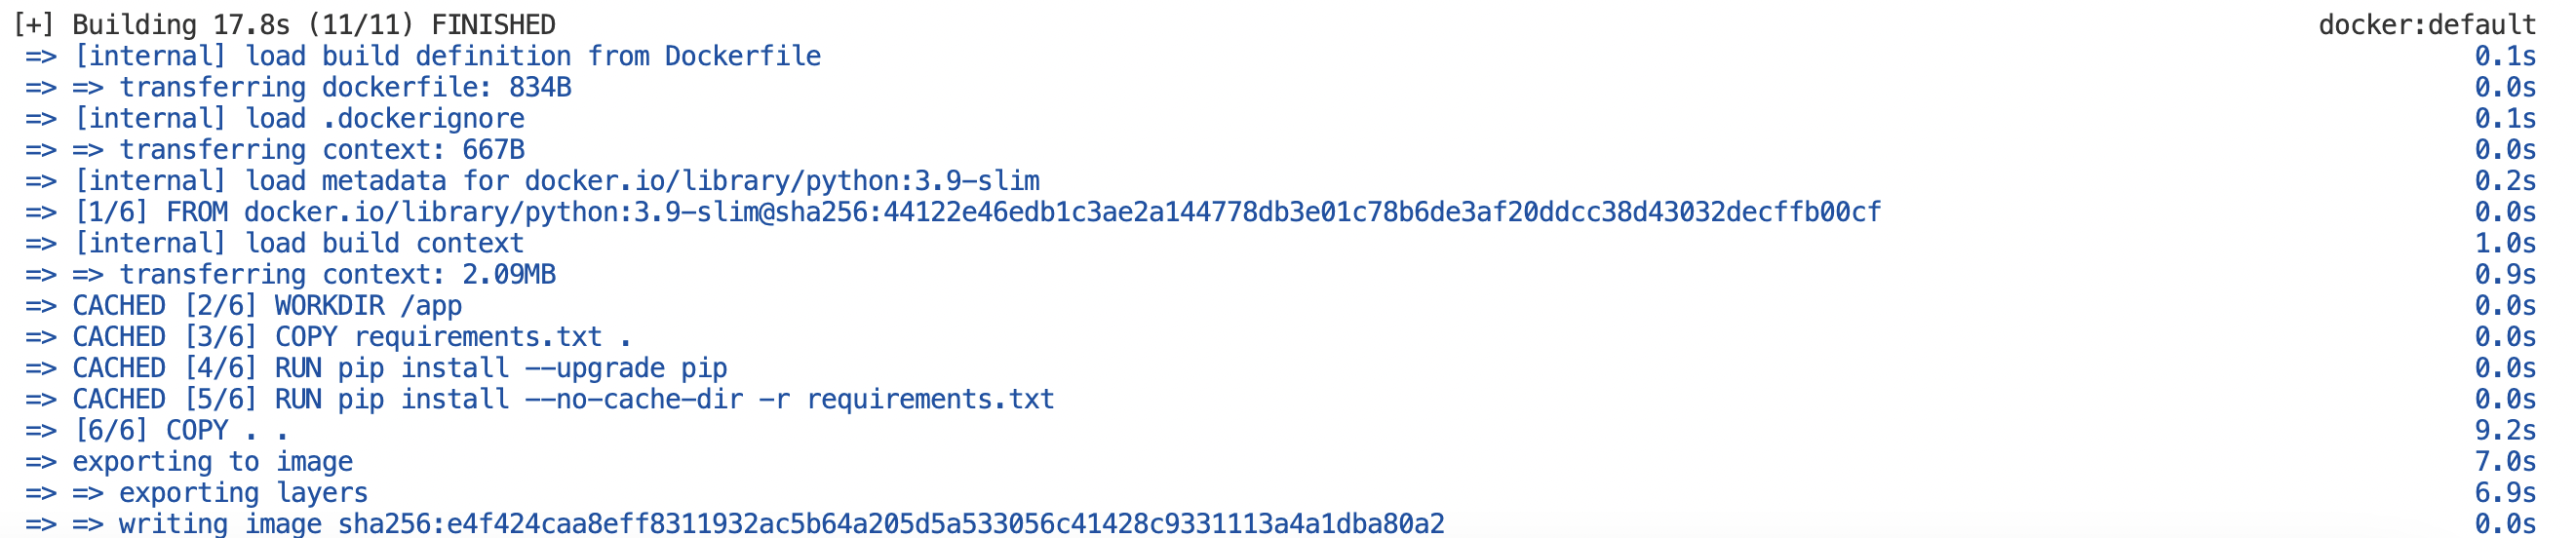 [+] Building 17.8s (11/11) FINISHED docker:default
=> [internal] load build definition from Dockerfile 0.1s
=> => transferring dockerfile: 834B 0.0s
=> [internal] load .dockerignore 0.1s
=> => transferring context: 667B 0.0s
=> [internal] load metadata for docker.io/library/python:3.9-slim 0.2s
=> [1/6] FROM docker.io/library/python:3.9-slim@sha256:44122e46edb1c3ae2a144778db3e01c78b6de3af20ddcc38d43032decffb00cf 0.0s
=> [internal] load build context 1.0s
=> => transferring context: 2.09MB 0.9s
=> CACHED [2/6] WORKDIR /app 0.0s
=> CACHED [3/6] COPY requirements.txt . 0.0s
=> CACHED [4/6] RUN pip install --upgrade pip 0.0s
=> CACHED [5/6] RUN pip install --no-cache-dir -r requirements.txt 0.0s
=> [6/6] COPY . . 9.2s
=> exporting to image 7.0s
=> => exporting layers 6.9s
=> => writing image sha256:e4f424caa8eff8311932ac5b64a205d5a533056c41428c9331113a4a1dba80a2 0.0s